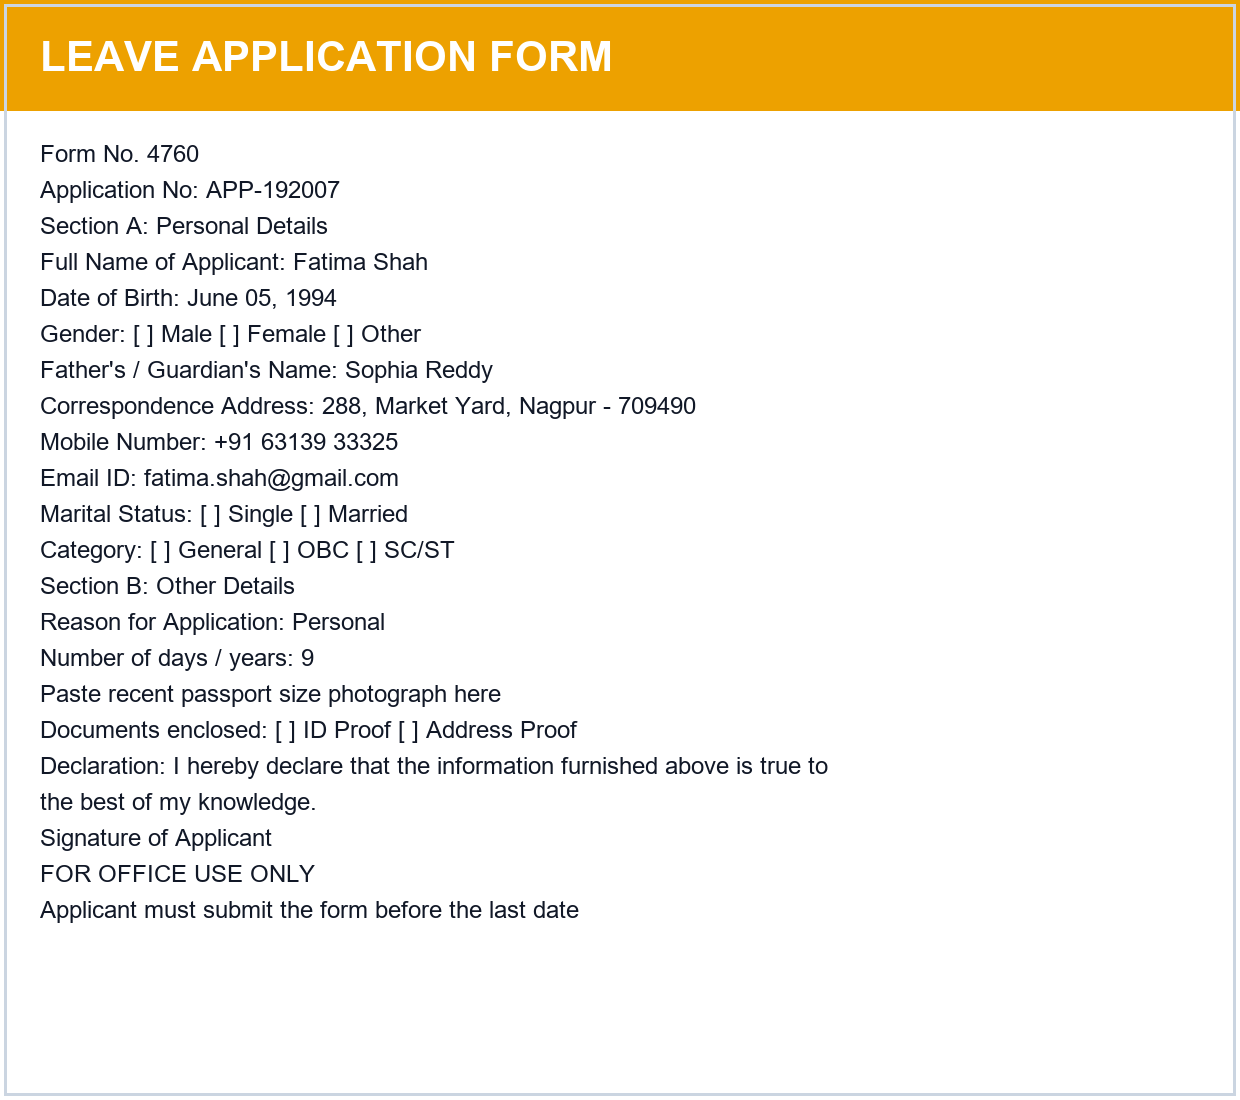 LEAVE APPLICATION FORM
Form No. 4760
Application No: APP-192007
Section A: Personal Details
Full Name of Applicant: Fatima Shah
Date of Birth: June 05, 1994
Gender: [ ] Male [ ] Female [ ] Other
Father's / Guardian's Name: Sophia Reddy
Correspondence Address: 288, Market Yard, Nagpur - 709490
Mobile Number: +91 63139 33325
Email ID: fatima.shah@gmail.com
Marital Status: [ ] Single [ ] Married
Category: [ ] General [ ] OBC [ ] SC/ST
Section B: Other Details
Reason for Application: Personal
Number of days / years: 9
Paste recent passport size photograph here
Documents enclosed: [ ] ID Proof [ ] Address Proof
Declaration: I hereby declare that the information furnished above is true to
the best of my knowledge.
Signature of Applicant
FOR OFFICE USE ONLY
Applicant must submit the form before the last date